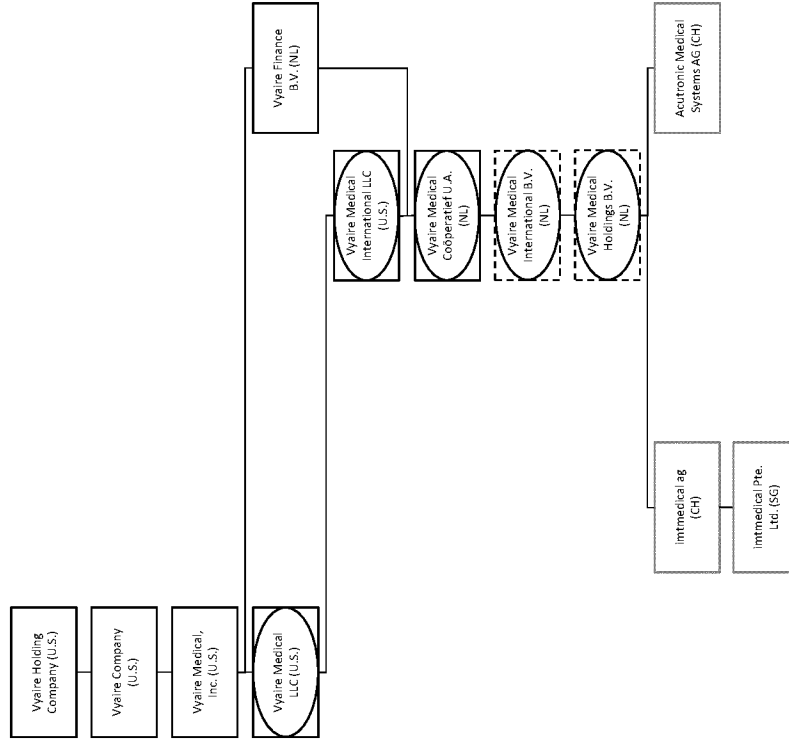 Vyaire Holding
Company (U.S.)
Vyaire Company
(U.S.)
Vyaire Medical,
Inc. (U.S.)
Vyaire Medical
LLC (U.S.)
Vyaire Finance
B.V. (NL)
Vyaire Medical
International LLC
(U.S.)
Vyaire Medical
Coöperatief U.A.
(NL)
Vyaire Medical
International B.V.
(NL)
Vyaire Medical
Holdings B.V.
(NL)
imtmedical ag
(CH)
Acutronic Medical
Systems AG (CH)
imtmedical Pte.
Ltd. (SG)